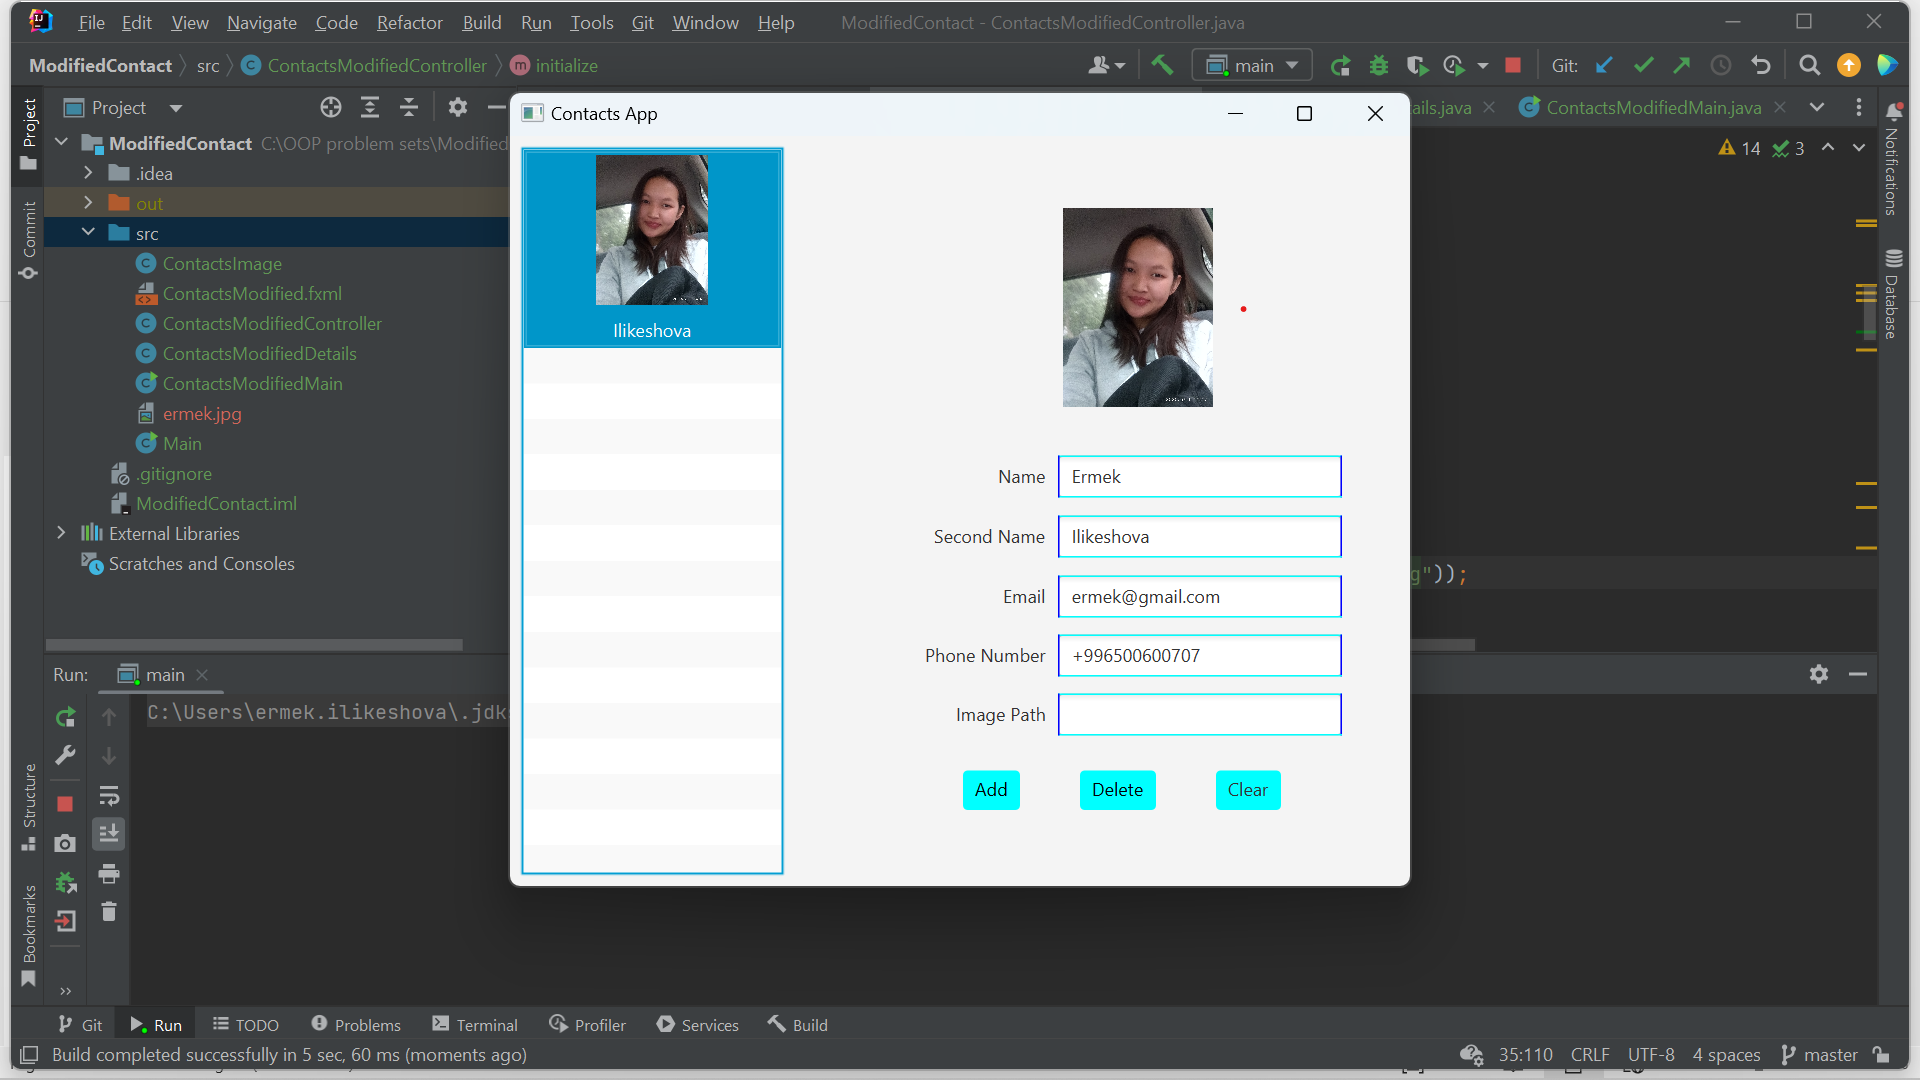 File Edit View Navigate Code Refactor Build Run Tools Git Window Help ModifiedContact - ContactsModifiedController.java
ModifiedContact src ContactsModifiedController initialize main Git:
Project
ContactsModifiedMain.java
ails.java
Contacts App
ModifiedContact C:\OOP problem sets\Modified
14 3
.idea
out
src
ContactsImage
ContactsModified.fxml
ContactsModifiedController
ContactsModifiedDetails
ContactsModifiedMain
ermek.jpg
Main
.gitignore
ModifiedContact.iml
External Libraries
Scratches and Consoles
Ilikeshova
Name Ermek
Second Name Ilikeshova
Email ermek@gmail.com
Phone Number +996500600707
Image Path
Add Delete Clear
g"));
Run: main
C:\Users\ermek.ilikeshova\.jdks
Project
Commit
Structure
Bookmarks
Notifications
Database
Git Run TODO Problems Terminal Profiler Services Build
Build completed successfully in 5 sec, 60 ms (moments ago) 35:110 CRLF UTF-8 4 spaces master